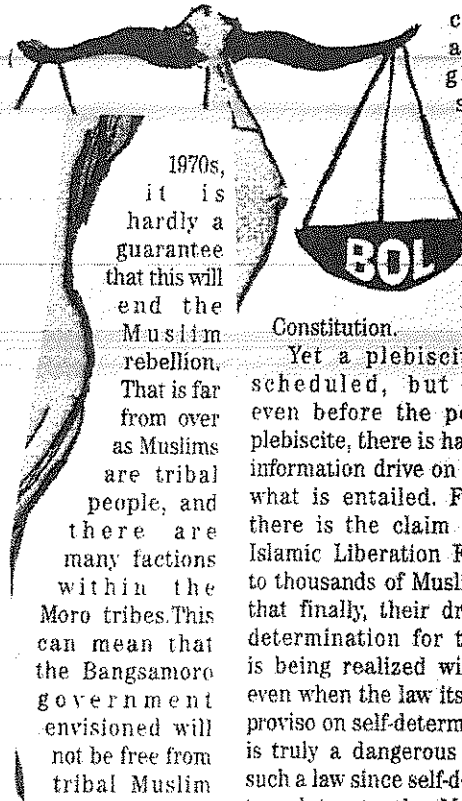 c
a
g
s
BOL
1970s,
it is
hardly a
guarantee
that this will
end the
Muslim
rebellion.
That is far
from over
as Muslims
are tribal
people, and
there are
many factions
within the
Moro tribes.This
can mean that
the Bangsamoro
government
envisioned will
not be free from
tribal Muslim
Constitution.
Yet a plebisci
scheduled, but
even before the p
plebiscite, there is ha
information drive on
what is entailed. F
there is the claim
Islamic Liberation F
to thousands of Musli
that finally, their dr
determination for t
is being realized wi
even when the law its
proviso on self-determ
is truly a dangerous
such a law since self-d